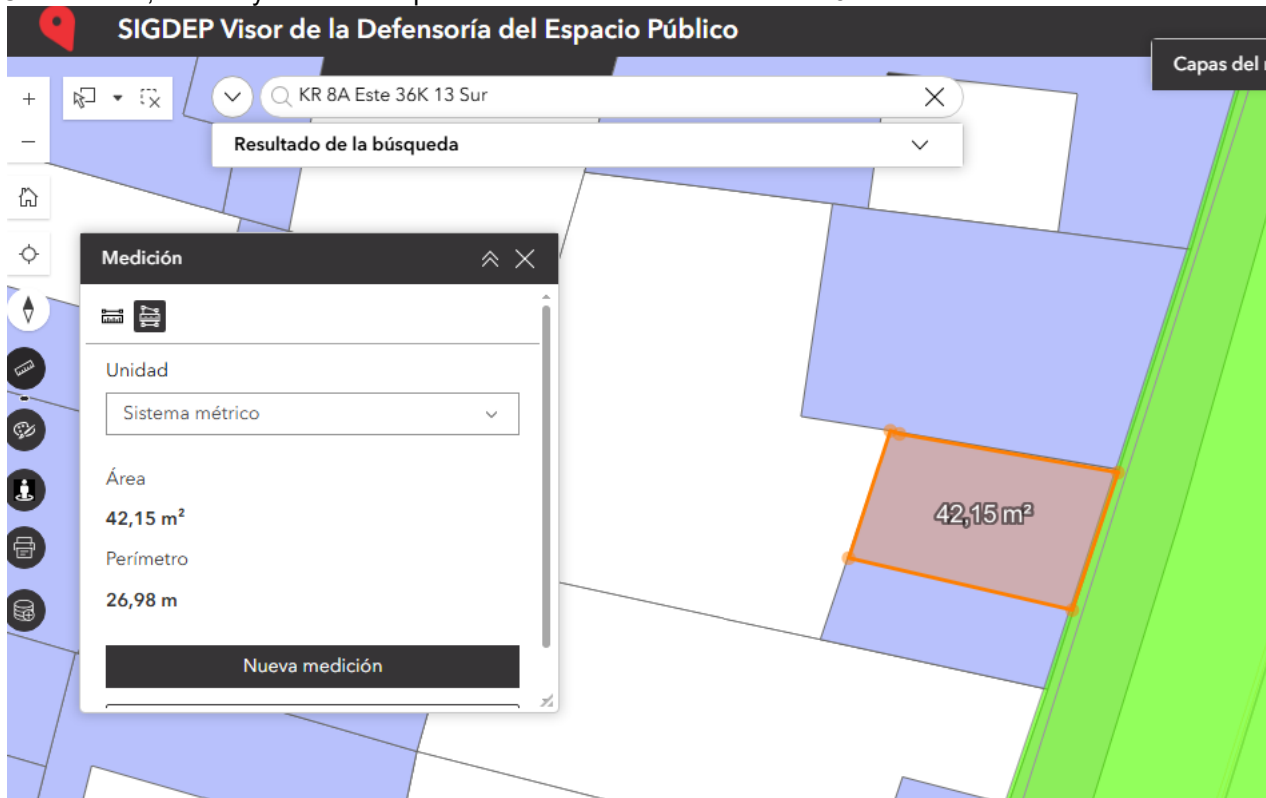 SIGDEP Visor de la Defensoría del Espacio Público
Capas del
KR 8A Este 36K 13 Sur
Resultado de la búsqueda
Medición
Unidad
Sistema métrico
Área
42,15 m²
Perímetro
26,98 m
Nueva medición
42,15 m²